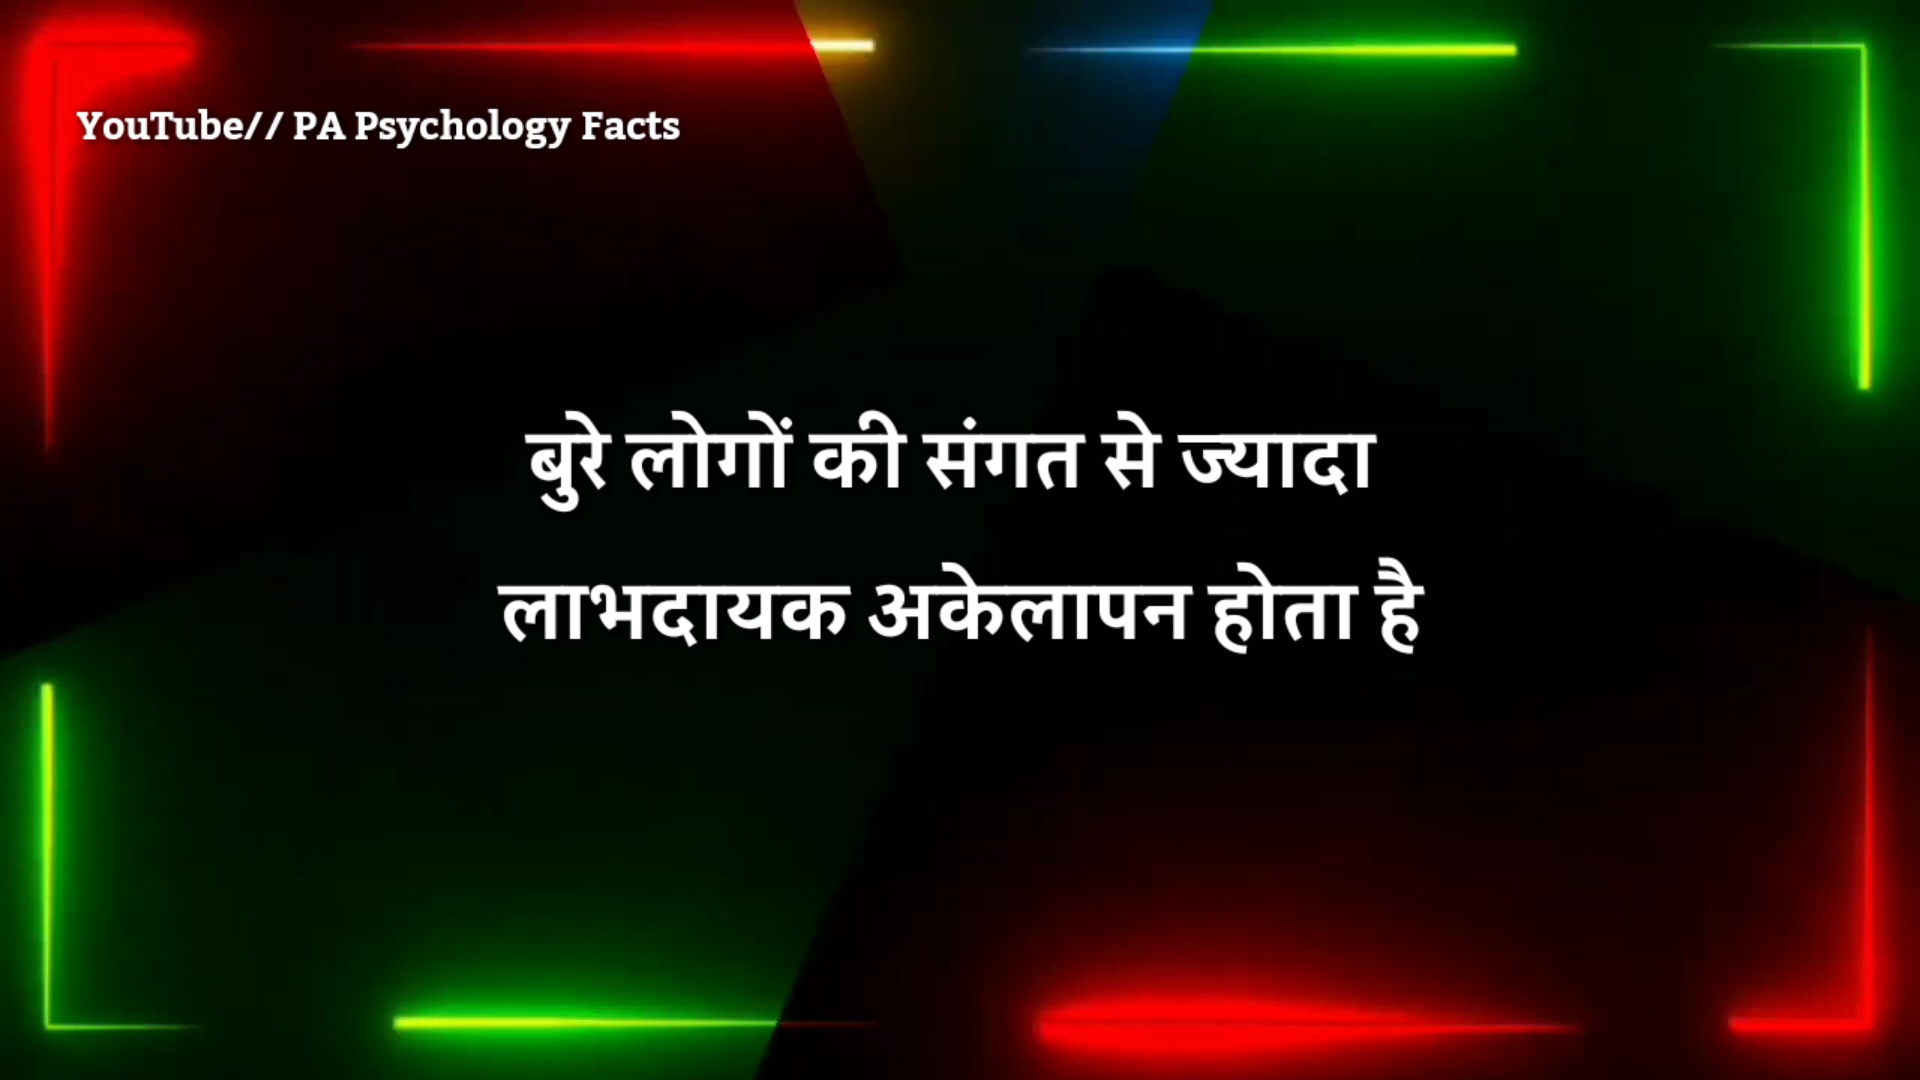 YouTube// PA Psychology Facts
बुरे लोगों की संगत से ज्यादा
लाभदायक अकेलापन होता है